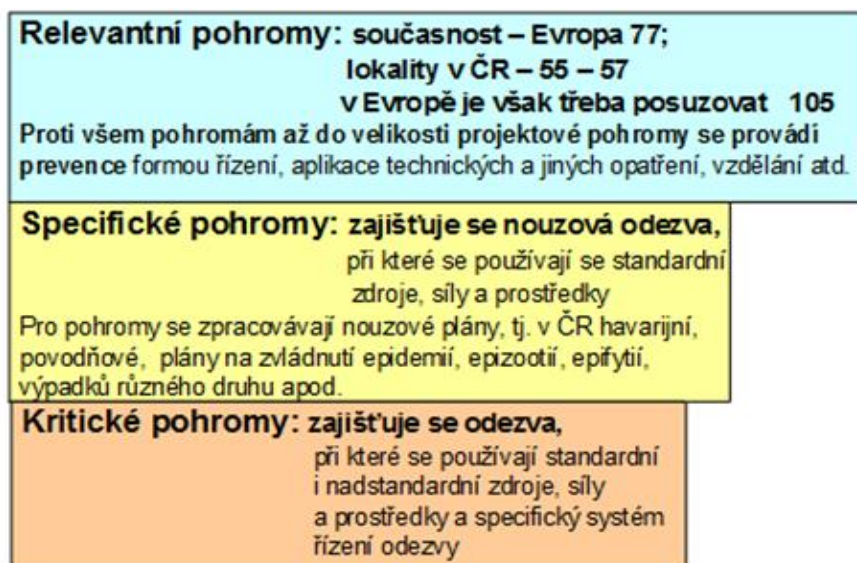 Relevantní pohromy: současnost – Evropa 77;
lokality v ČR – 55 – 57
v Evropě je však třeba posuzovat 105
Proti všem pohromám až do velikosti projektové pohromy se provádí
prevence formou řízení, aplikace technických a jiných opatření, vzdělání atd.
Specifické pohromy: zajišťuje se nouzová odezva,
při které se používají se standardní
zdroje, síly a prostředky
Pro pohromy se zpracovávají nouzové plány, tj. v ČR havarijní,
povodňové, plány na zvládnutí epidemií, epizootií, epifytií,
výpadků různého druhu apod.
Kritické pohromy: zajišťuje se odezva,
při které se používají standardní
i nadstandardní zdroje, síly
a prostředky a specifický systém
řízení odezvy